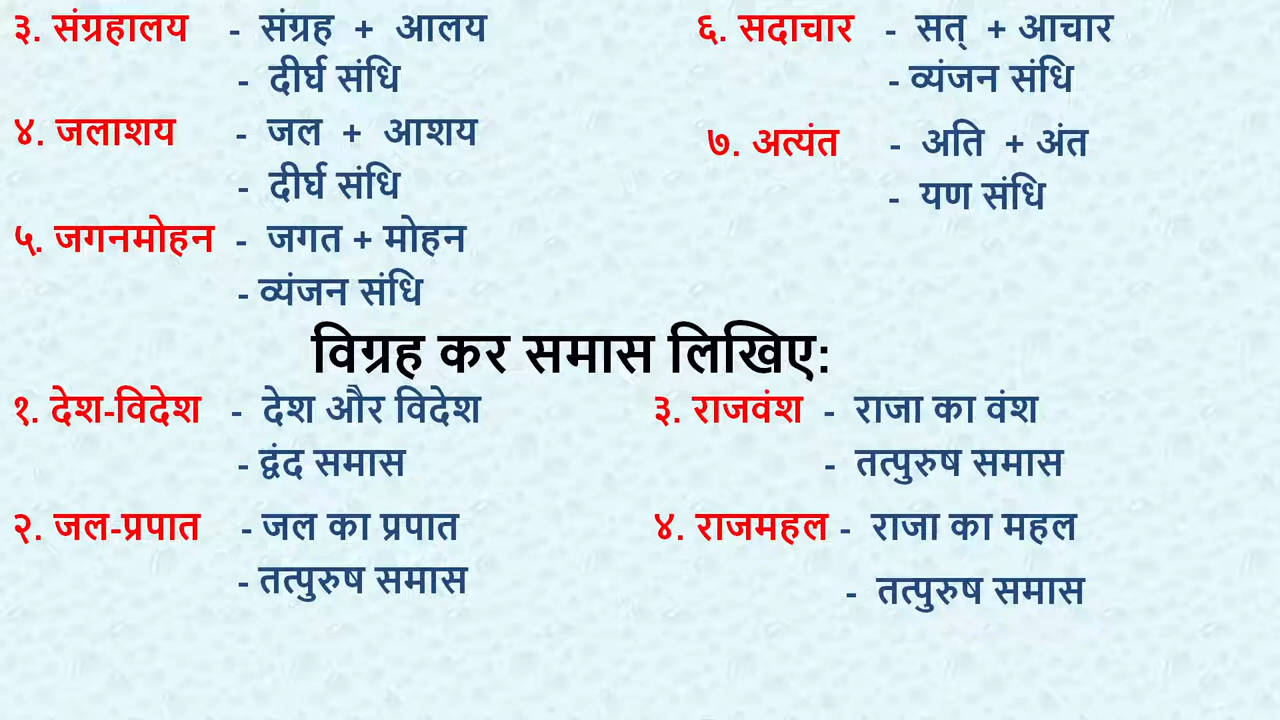 ३. संग्रहालय - संग्रह + आलय
- दीर्घ संधि
४. जलाशय - जल + आशय
- दीर्घ संधि
५. जगनमोहन - जगत + मोहन
- व्यंजन संधि
६. सदाचार - सत् + आचार
- व्यंजन संधि
७. अत्यंत - अति + अंत
- यण संधि
विग्रह कर समास लिखिए:
१. देश-विदेश - देश और विदेश
- द्वंद समास
२. जल-प्रपात - जल का प्रपात
- तत्पुरुष समास
३. राजवंश - राजा का वंश
- तत्पुरुष समास
४. राजमहल - राजा का महल
- तत्पुरुष समास